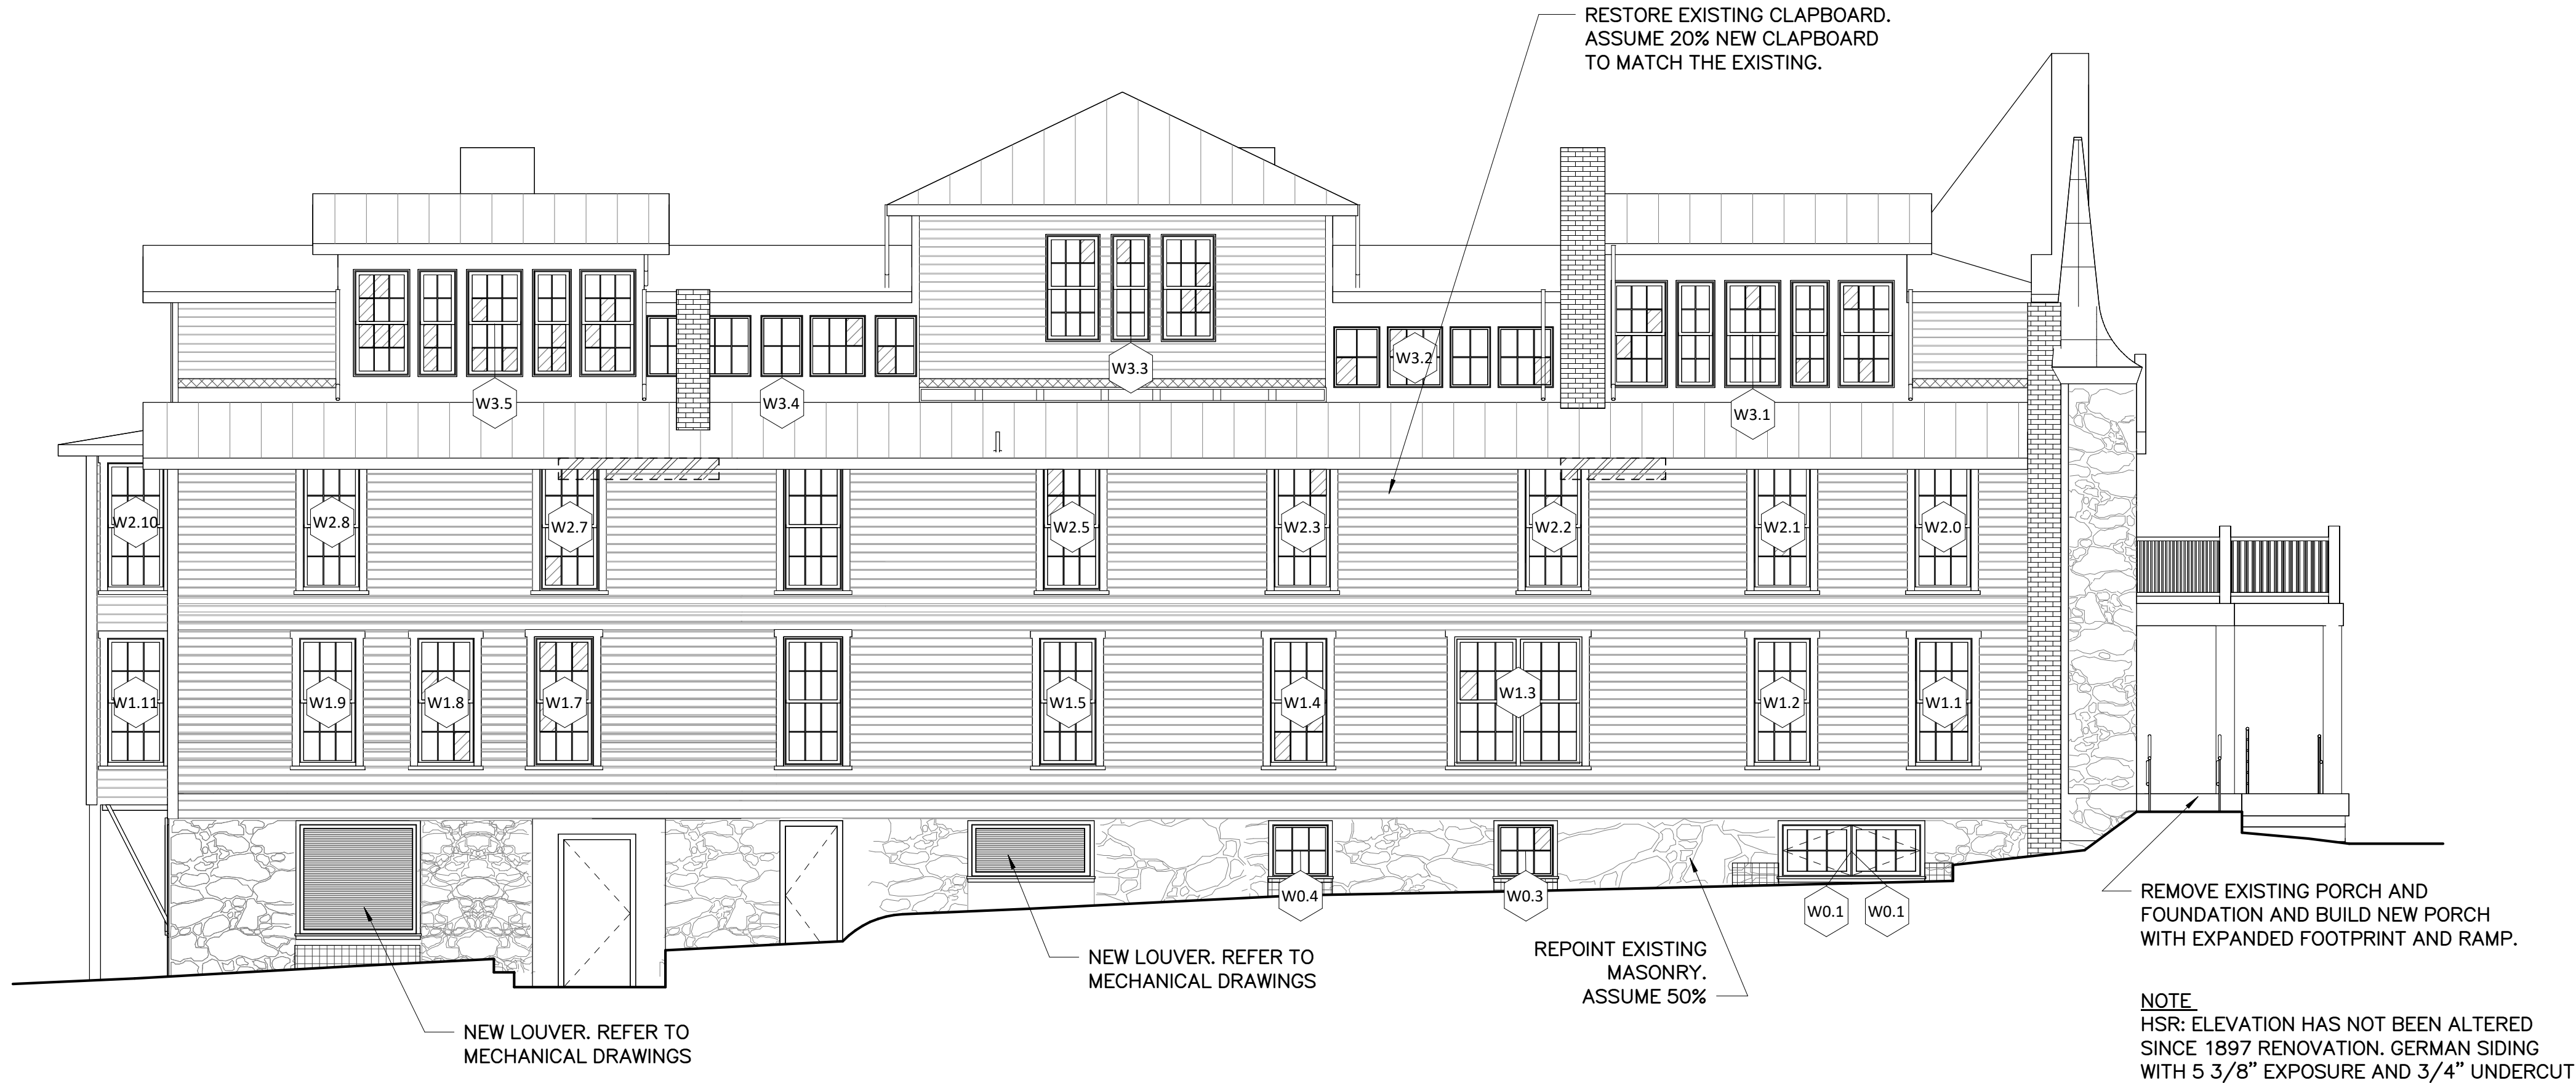 RESTORE EXISTING CLAPBOARD.
ASSUME 20% NEW CLAPBOARD
TO MATCH THE EXISTING.
W3.5
W3.4
W3.3
W3.2
W3.1
W2.10
W2.8
W2.7
W2.5
W2.3
W2.2
W2.1
W2.0
W1.11
W1.9
W1.8
W1.7
W1.5
W1.4
W1.3
W1.2
W1.1
W0.4
W0.3
W0.1
W0.1
NEW LOUVER. REFER TO
MECHANICAL DRAWINGS
NEW LOUVER. REFER TO
MECHANICAL DRAWINGS
REPOINT EXISTING
MASONRY.
ASSUME 50%
REMOVE EXISTING PORCH AND
FOUNDATION AND BUILD NEW PORCH
WITH EXPANDED FOOTPRINT AND RAMP.
NOTE
HSR: ELEVATION HAS NOT BEEN ALTERED
SINCE 1897 RENOVATION. GERMAN SIDING
WITH 5 3/8" EXPOSURE AND 3/4" UNDERCUT